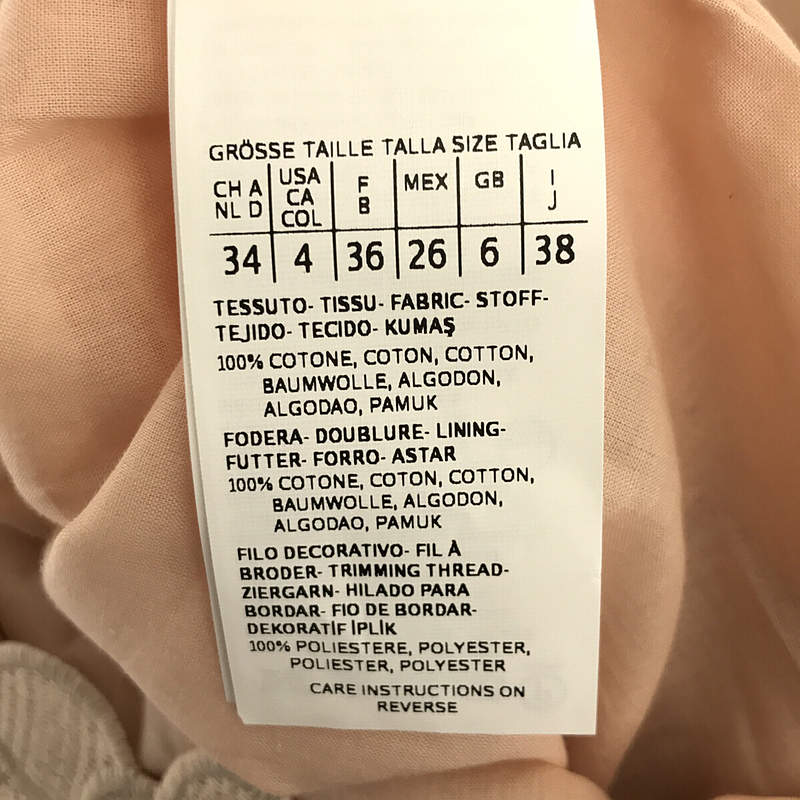 GRÖSSE TAILLE TALLA SIZE TAGLIA
CH A NL D | USA CA COL | F B | MEX | GB | I J
34 | 4 | 36 | 26 | 6 | 38
TESSUTO- TISSU- FABRIC- STOFF-
TEJIDO- TECIDO- KUMAŞ
100% COTONE, COTON, COTTON,
BAUMWOLLE, ALGODON,
ALGODAO, PAMUK
FODERA- DOUBLURE- LINING-
FUTTER- FORRO- ASTAR
100% COTONE, COTON, COTTON,
BAUMWOLLE, ALGODON,
ALGODAO, PAMUK
FILO DECORATIVO- FIL À
BRODER- TRIMMING THREAD-
ZIERGARN- HILADO PARA
BORDAR- FIO DE BORDAR-
DEKORATİF İPLİK
100% POLIESTERE, POLYESTER,
POLIESTER, POLYESTER
CARE INSTRUCTIONS ON
REVERSE